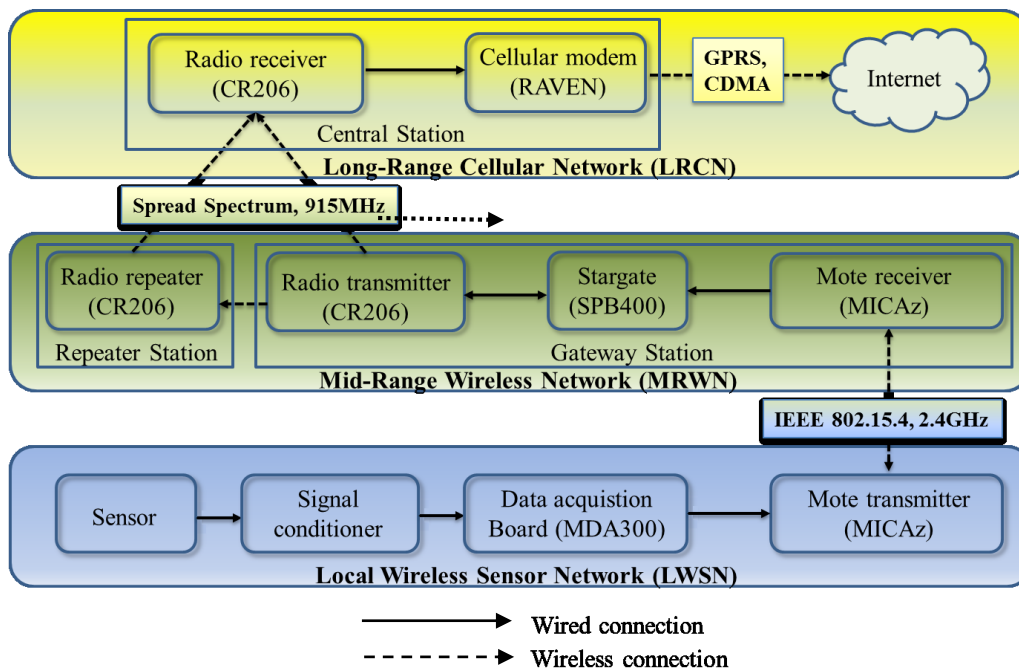 Radio receiver
(CR206)
Cellular modem
(RAVEN)
GPRS,
CDMA
Internet
Central Station
Long-Range Cellular Network (LRCN)
Spread Spectrum, 915MHz
Radio repeater
(CR206)
Radio transmitter
(CR206)
Stargate
(SPB400)
Mote receiver
(MICAz)
Repeater Station
Gateway Station
Mid-Range Wireless Network (MRWN)
IEEE 802.15.4, 2.4GHz
Sensor
Signal
conditioner
Data acquistion
Board (MDA300)
Mote transmitter
(MICAz)
Local Wireless Sensor Network (LWSN)
Wired connection
Wireless connection